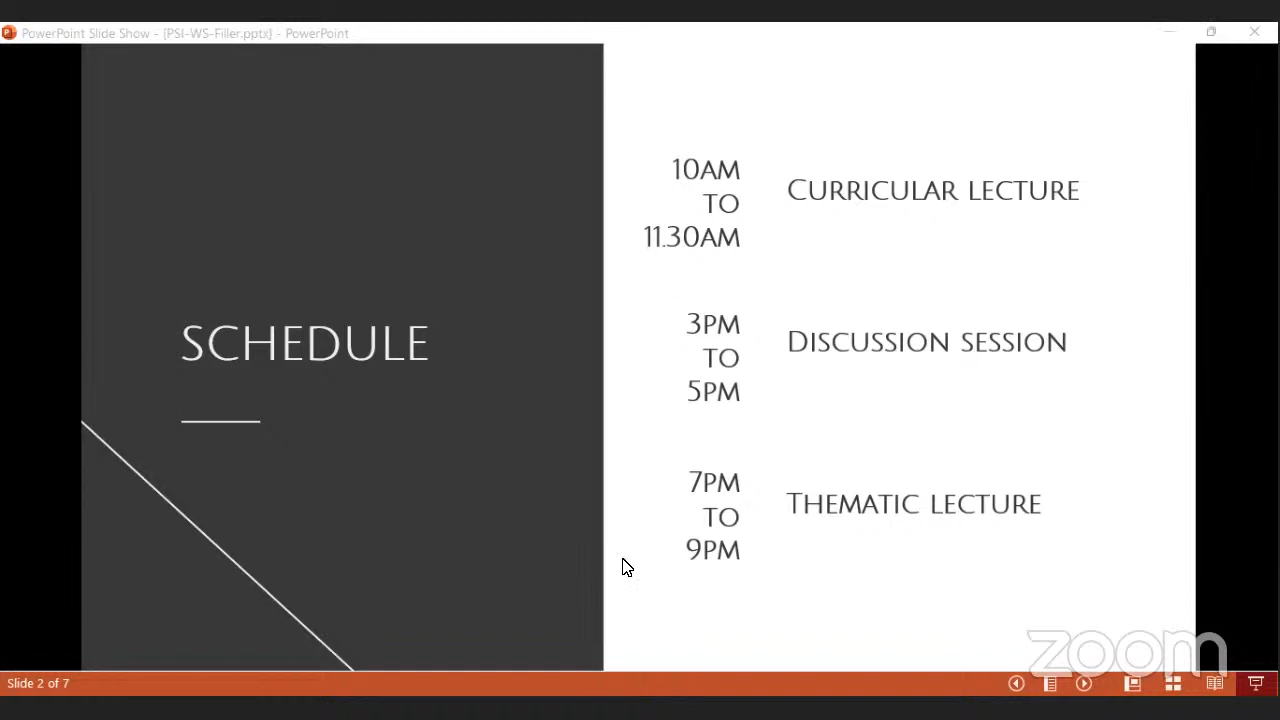 PowerPoint Slide Show - [PSI-WS-Filler.pptx] - PowerPoint
SCHEDULE
10AM
TO
11.30AM
CURRICULAR LECTURE
3PM
TO
5PM
DISCUSSION SESSION
7PM
TO
9PM
THEMATIC LECTURE
zoom
Slide 2 of 7